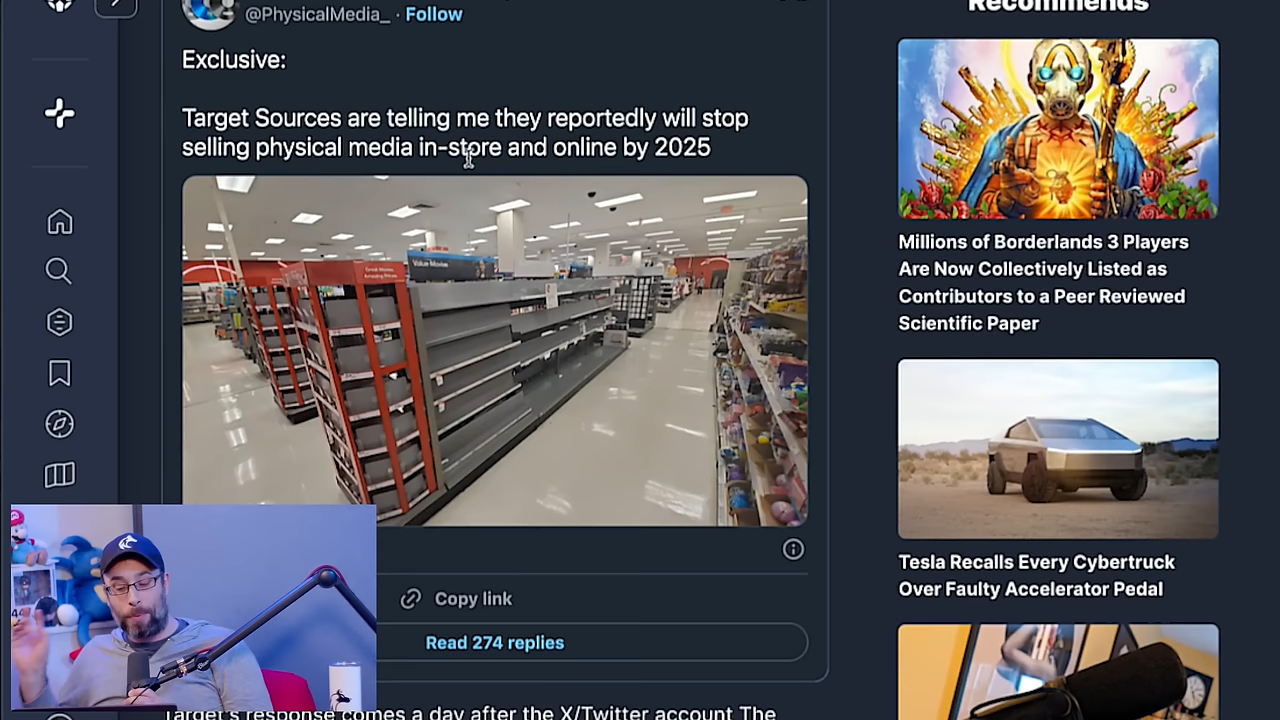 Recommends
@PhysicalMedia_ · Follow
Exclusive:
Target Sources are telling me they reportedly will stop
selling physical media in-store and online by 2025
Value Movies
Copy link
Read 274 replies
Target's response comes a day after the X/Twitter account The
Millions of Borderlands 3 Players
Are Now Collectively Listed as
Contributors to a Peer Reviewed
Scientific Paper
Tesla Recalls Every Cybertruck
Over Faulty Accelerator Pedal